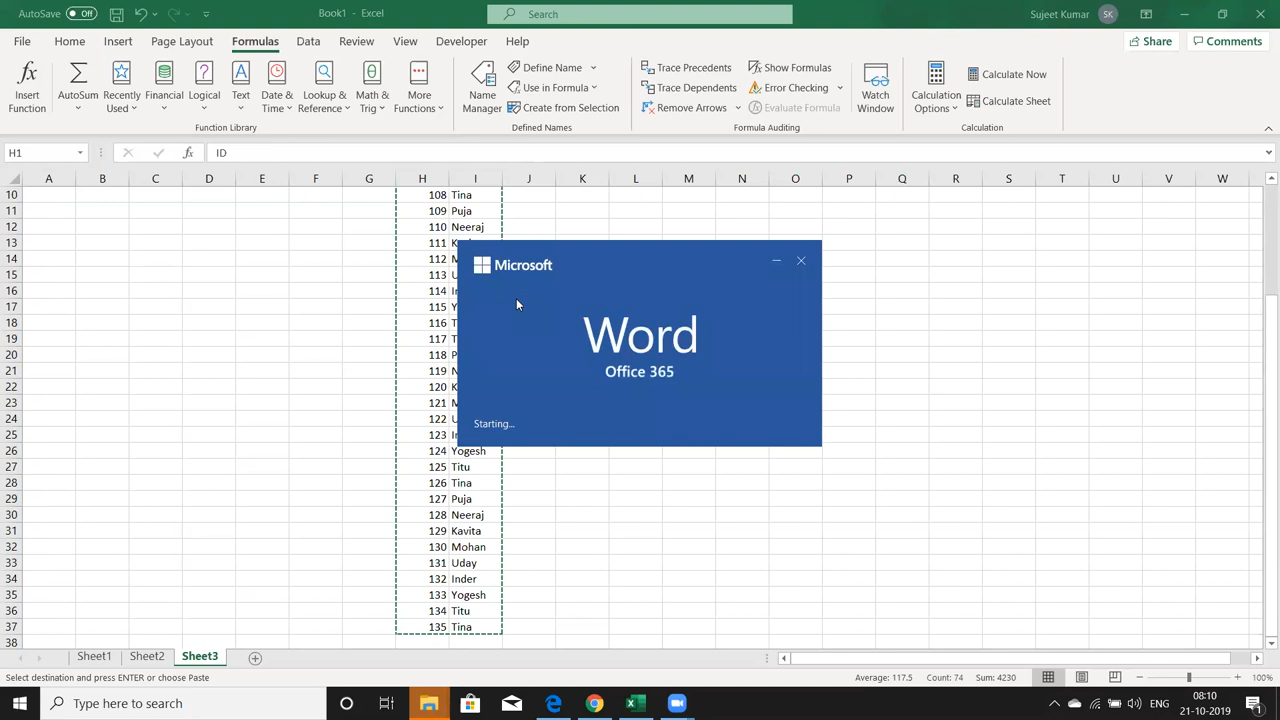 AutoSave Off Book1 - Excel Search Sujeet Kumar SK
File Home Insert Page Layout Formulas Data Review View Developer Help Share Comments
Insert Function
AutoSum
Recently Used
Financial
Logical
Text
Date & Time
Lookup & Reference
Math & Trig
More Functions
Function Library
Name Manager
Define Name
Use in Formula
Create from Selection
Defined Names
Trace Precedents
Trace Dependents
Remove Arrows
Show Formulas
Error Checking
Evaluate Formula
Formula Auditing
Watch Window
Calculation Options
Calculate Now
Calculate Sheet
Calculation
H1 fx ID
A B C D E F G H I J K L M N O P Q R S T U V W
10 108 Tina
11 109 Puja
12 110 Neeraj
13 111
14 112
15 113
16 114
17 115
18 116
19 117
20 118
21 119
22 120
23 121
24 122
25 123
26 124 Yogesh
27 125 Titu
28 126 Tina
29 127 Puja
30 128 Neeraj
31 129 Kavita
32 130 Mohan
33 131 Uday
34 132 Inder
35 133 Yogesh
36 134 Titu
37 135 Tina
38
Microsoft
Word
Office 365
Starting...
Sheet1 Sheet2 Sheet3
Select destination and press ENTER or choose Paste Average: 117.5 Count: 74 Sum: 4230 100%
Type here to search
08:10
21-10-2019